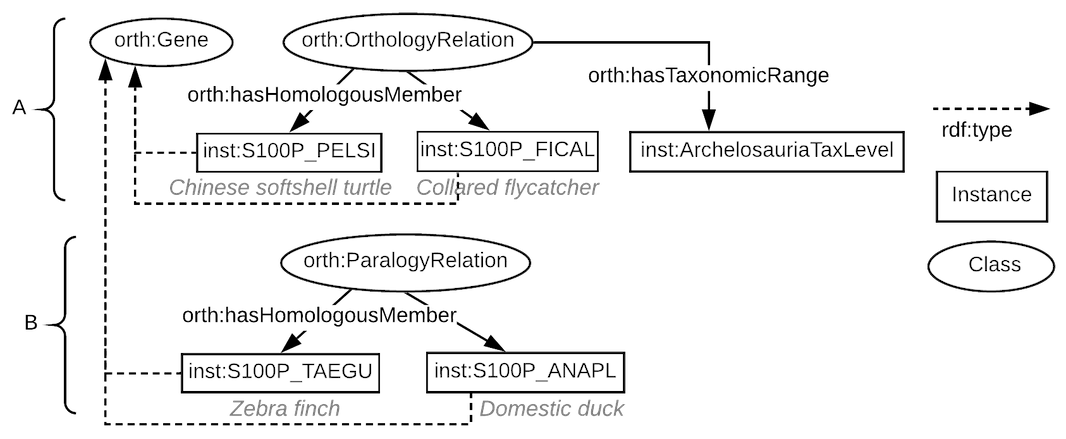 orth:Gene
orth:OrthologyRelation
orth:hasTaxonomicRange
A
orth:hasHomologousMember
rdf:type
inst:S100P_PELSI
inst:S100P_FICAL
inst:ArchelosauriaTaxLevel
Chinese softshell turtle
Collared flycatcher
Instance
orth:ParalogyRelation
Class
B
orth:hasHomologousMember
inst:S100P_TAEGU
inst:S100P_ANAPL
Zebra finch
Domestic duck